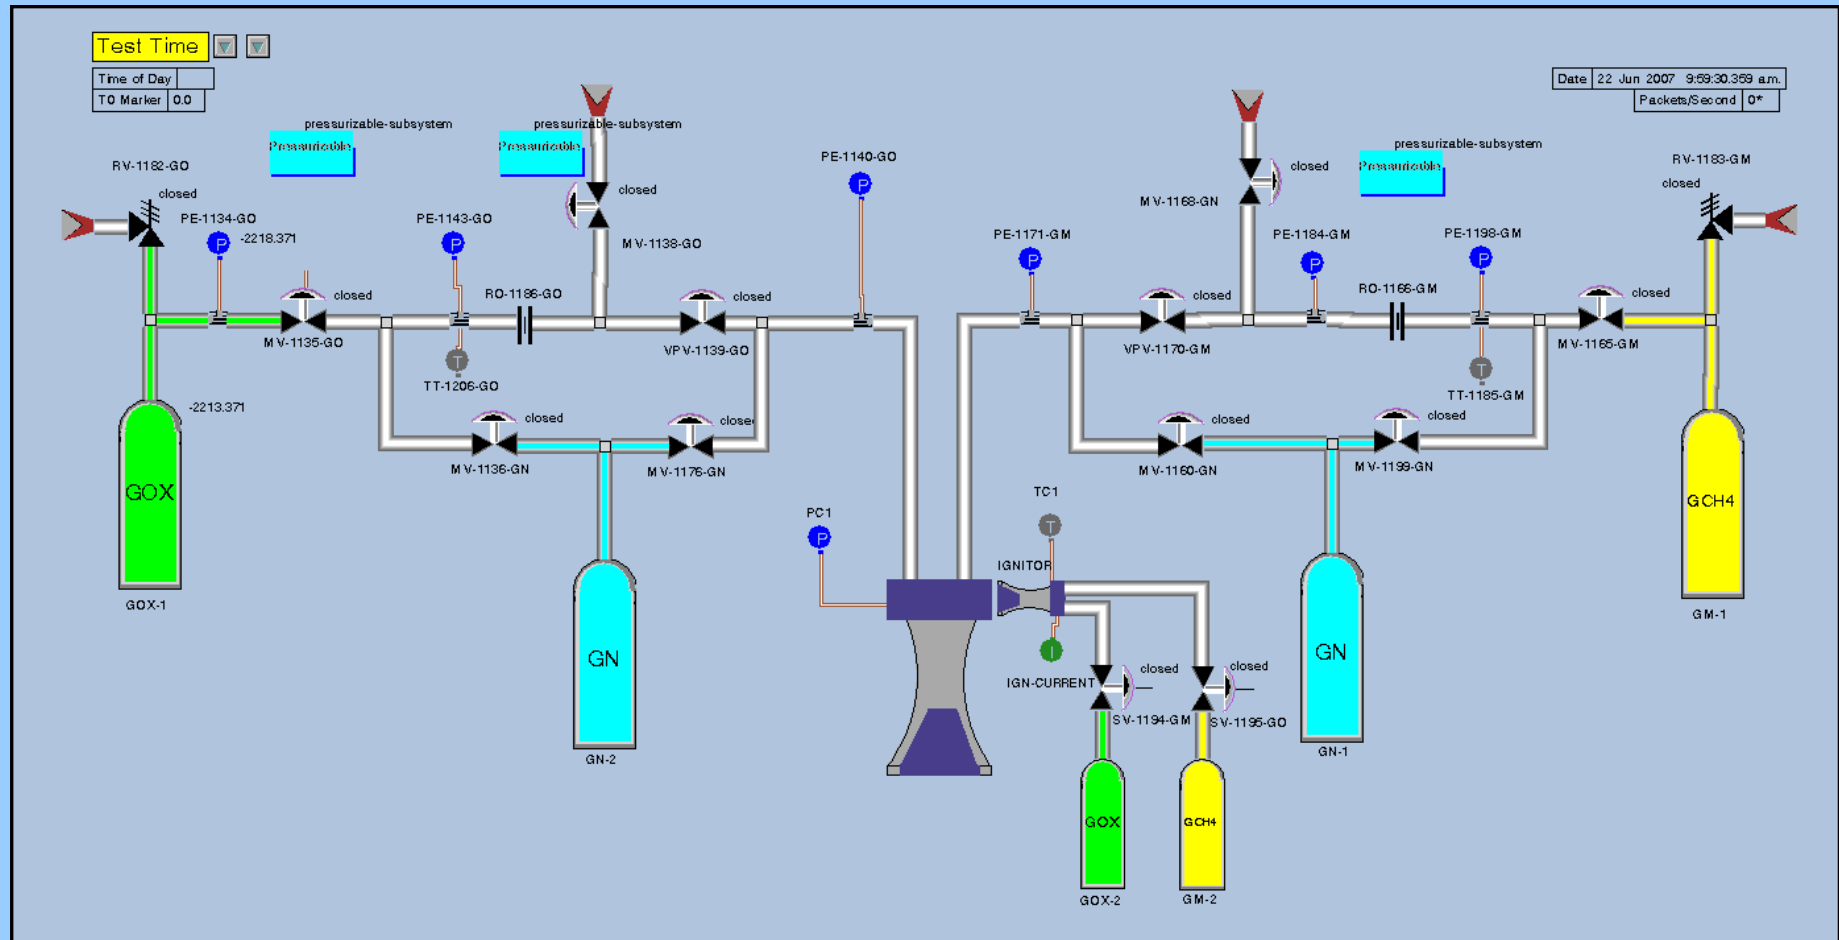 Test Time
Time of Day
T0 Marker 0.0
Date 22 Jun 2007 9:59:30.359 a.m.
Packets/Second 0*
pressurizable-subsystem
Pressurizable
pressurizable-subsystem
Pressurizable
pressurizable-subsystem
Pressurizable
RV-1182-GO
closed
PE-1134-GO
-2218.371
PE-1143-GO
closed
MV-1138-GO
PE-1140-GO
MV-1168-GN
closed
RV-1183-GM
closed
PE-1171-GM
PE-1184-GM
PE-1198-GM
closed
MV-1135-GO
RO-1186-GO
closed
VPV-1139-GO
closed
VPV-1170-GM
RO-1166-GM
closed
MV-1165-GM
P
P
P
P
P
P
T
TT-1206-GO
T
TT-1185-GM
-2213.371
closed
MV-1136-GN
closed
MV-1176-GN
closed
MV-1160-GN
closed
MV-1199-GN
GOX
GOX-1
GN
GN-2
PC1
P
TC1
T
IGNITOR
I
IGN-CURRENT
closed
SV-1194-GM
closed
SV-1195-GO
GN
GN-1
GCH4
GM-1
GOX
GOX-2
GCH4
GM-2